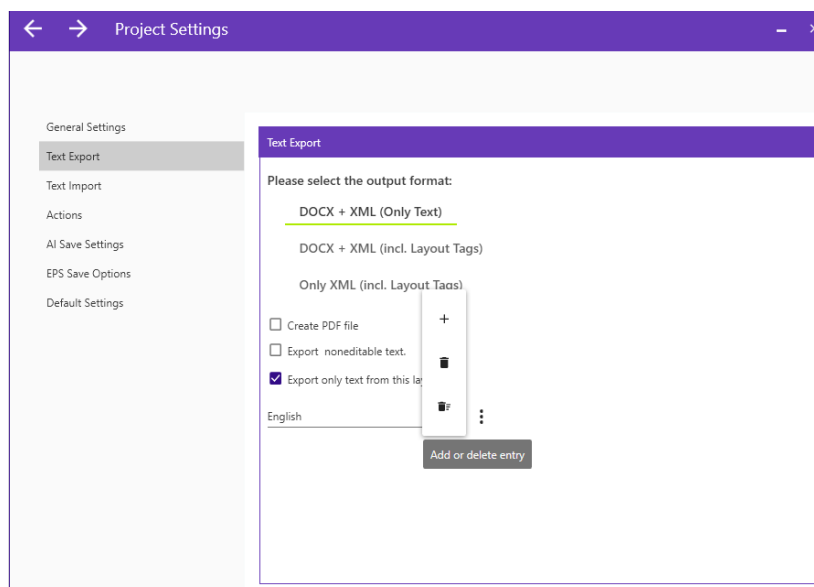 Project Settings
General Settings
Text Export
Text Import
Actions
AI Save Settings
EPS Save Options
Default Settings
Text Export
Please select the output format:
DOCX + XML (Only Text)
DOCX + XML (incl. Layout Tags)
Only XML (incl. Layout Tags)
Create PDF file
Export noneditable text.
Export only text from this
English
Add or delete entry